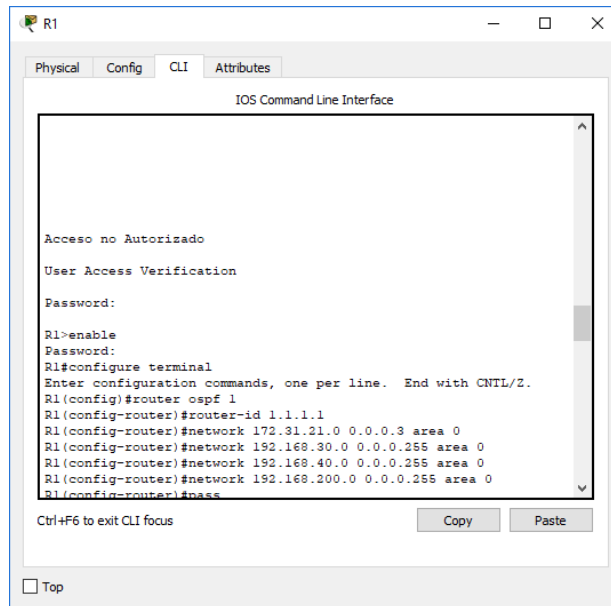 R1
Physical Config CLI Attributes
IOS Command Line Interface
Acceso no Autorizado
User Access Verification
Password:
R1>enable
Password:
R1#configure terminal
Enter configuration commands, one per line.  End with CNTL/Z.
R1(config)#router ospf 1
R1(config-router)#router-id 1.1.1.1
R1(config-router)#network 172.31.21.0 0.0.0.3 area 0
R1(config-router)#network 192.168.30.0 0.0.0.255 area 0
R1(config-router)#network 192.168.40.0 0.0.0.255 area 0
R1(config-router)#network 192.168.200.0 0.0.0.255 area 0
R1(config-router)#pass
Ctrl+F6 to exit CLI focus
Copy Paste
Top